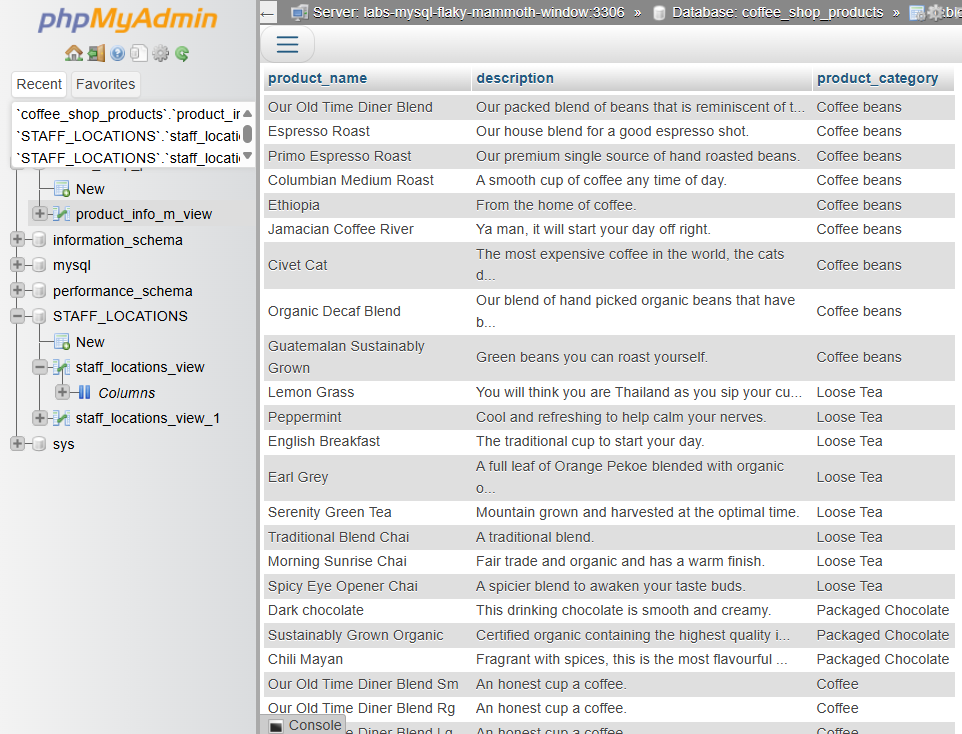 phpMyAdmin
Recent Favorites
`coffee_shop_products`.`product_in
`STAFF_LOCATIONS`.`staff_locati
`STAFF_LOCATIONS`.`staff_locati
New
product_info_m_view
information_schema
mysql
performance_schema
STAFF_LOCATIONS
New
staff_locations_view
Columns
staff_locations_view_1
sys
Server: labs-mysql-flaky-mammoth-window:3306 » Database: coffee_shop_products »
product_name description product_category
Our Old Time Diner Blend Our packed blend of beans that is reminiscent of t... Coffee beans
Espresso Roast Our house blend for a good espresso shot. Coffee beans
Primo Espresso Roast Our premium single source of hand roasted beans. Coffee beans
Columbian Medium Roast A smooth cup of coffee any time of day. Coffee beans
Ethiopia From the home of coffee. Coffee beans
Jamacian Coffee River Ya man, it will start your day off right. Coffee beans
Civet Cat The most expensive coffee in the world, the cats
d... Coffee beans
Organic Decaf Blend Our blend of hand picked organic beans that have
b... Coffee beans
Guatemalan Sustainably
Grown Green beans you can roast yourself. Coffee beans
Lemon Grass You will think you are Thailand as you sip your cu... Loose Tea
Peppermint Cool and refreshing to help calm your nerves. Loose Tea
English Breakfast The traditional cup to start your day. Loose Tea
Earl Grey A full leaf of Orange Pekoe blended with organic
o... Loose Tea
Serenity Green Tea Mountain grown and harvested at the optimal time. Loose Tea
Traditional Blend Chai A traditional blend. Loose Tea
Morning Sunrise Chai Fair trade and organic and has a warm finish. Loose Tea
Spicy Eye Opener Chai A spicier blend to awaken your taste buds. Loose Tea
Dark chocolate This drinking chocolate is smooth and creamy. Packaged Chocolate
Sustainably Grown Organic Certified organic containing the highest quality i... Packaged Chocolate
Chili Mayan Fragrant with spices, this is the most flavourful ... Packaged Chocolate
Our Old Time Diner Blend Sm An honest cup a coffee. Coffee
Our Old Time Diner Blend Rg An honest cup a coffee. Coffee
Console
e Diner Blend Lg An honest cup a coffee. Coffee